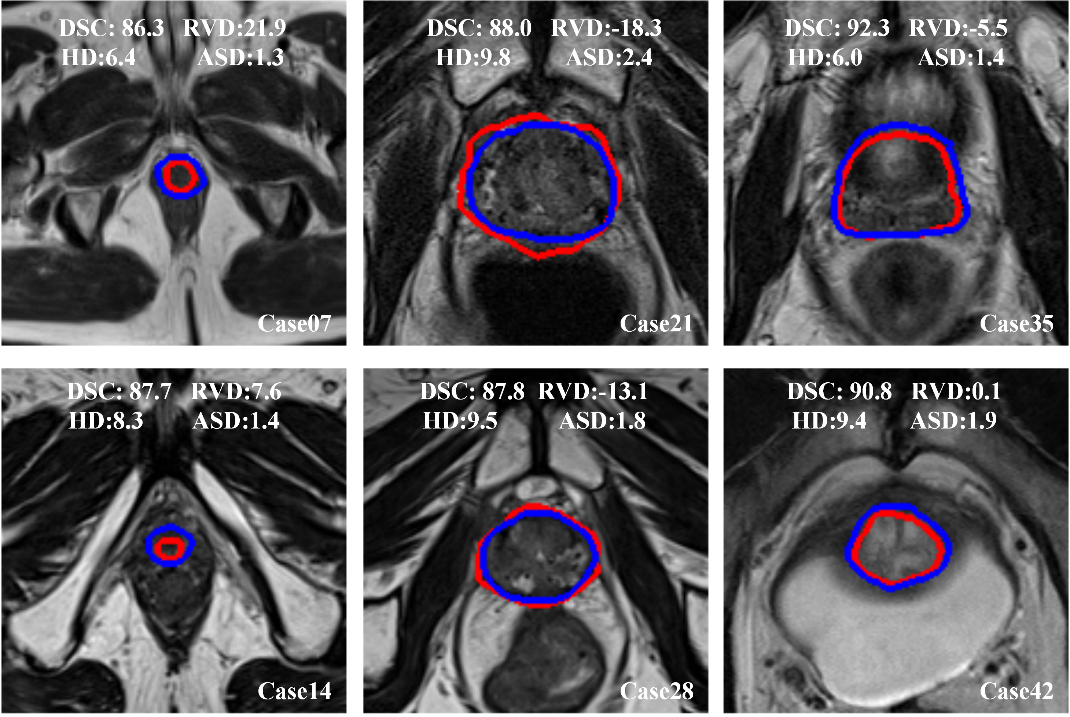 DSC: 86.3 RVD:21.9
HD:6.4 ASD:1.3
Case07
DSC: 88.0 RVD:-18.3
HD:9.8 ASD:2.4
Case21
DSC: 92.3 RVD:-5.5
HD:6.0 ASD:1.4
Case35
DSC: 87.7 RVD:7.6
HD:8.3 ASD:1.4
Case14
DSC: 87.8 RVD:-13.1
HD:9.5 ASD:1.8
Case28
DSC: 90.8 RVD:0.1
HD:9.4 ASD:1.9
Case42